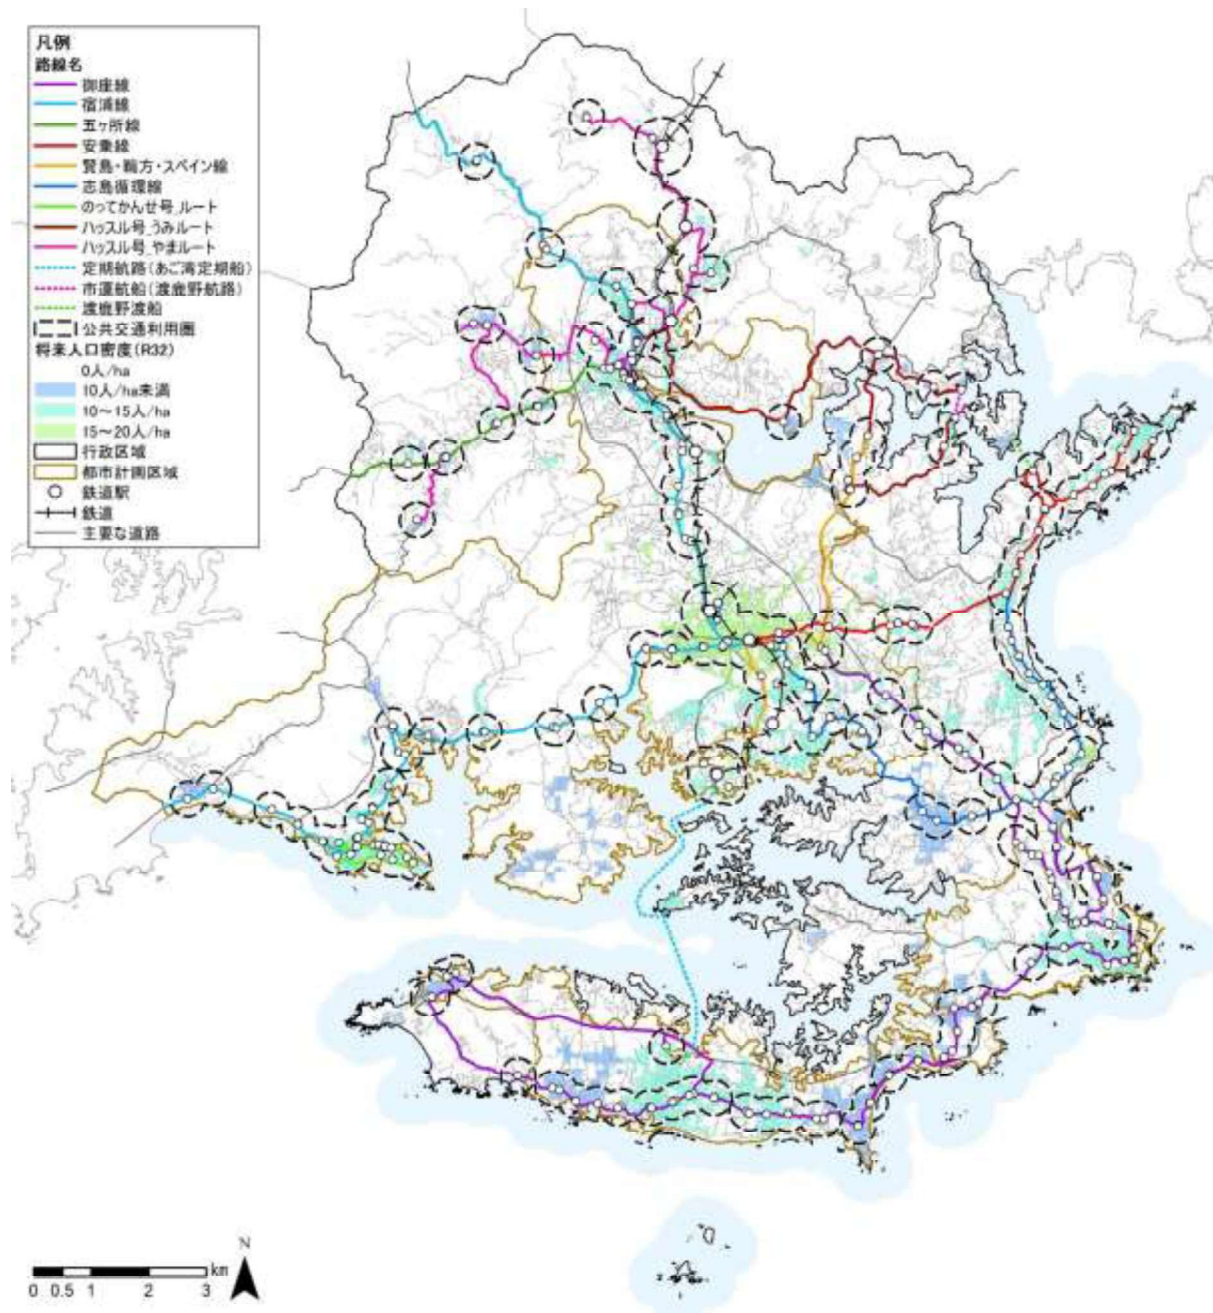 凡例
路線名
御座線
宿浦線
五ヶ所線
安乗線
賢島・鵜方・スペイン線
志島循環線
のってかんせ号_ルート
ハッスル号_うみルート
ハッスル号_やまルート
定期航路(あご湾定期船)
市運航船(渡鹿野航路)
渡鹿野渡船
公共交通利用圏
将来人口密度(R32)
0人/ha
10人/ha未満
10~15人/ha
15~20人/ha
行政区域
都市計画区域
鉄道駅
鉄道
主要な道路
km
0 0.5 1 2 3
N